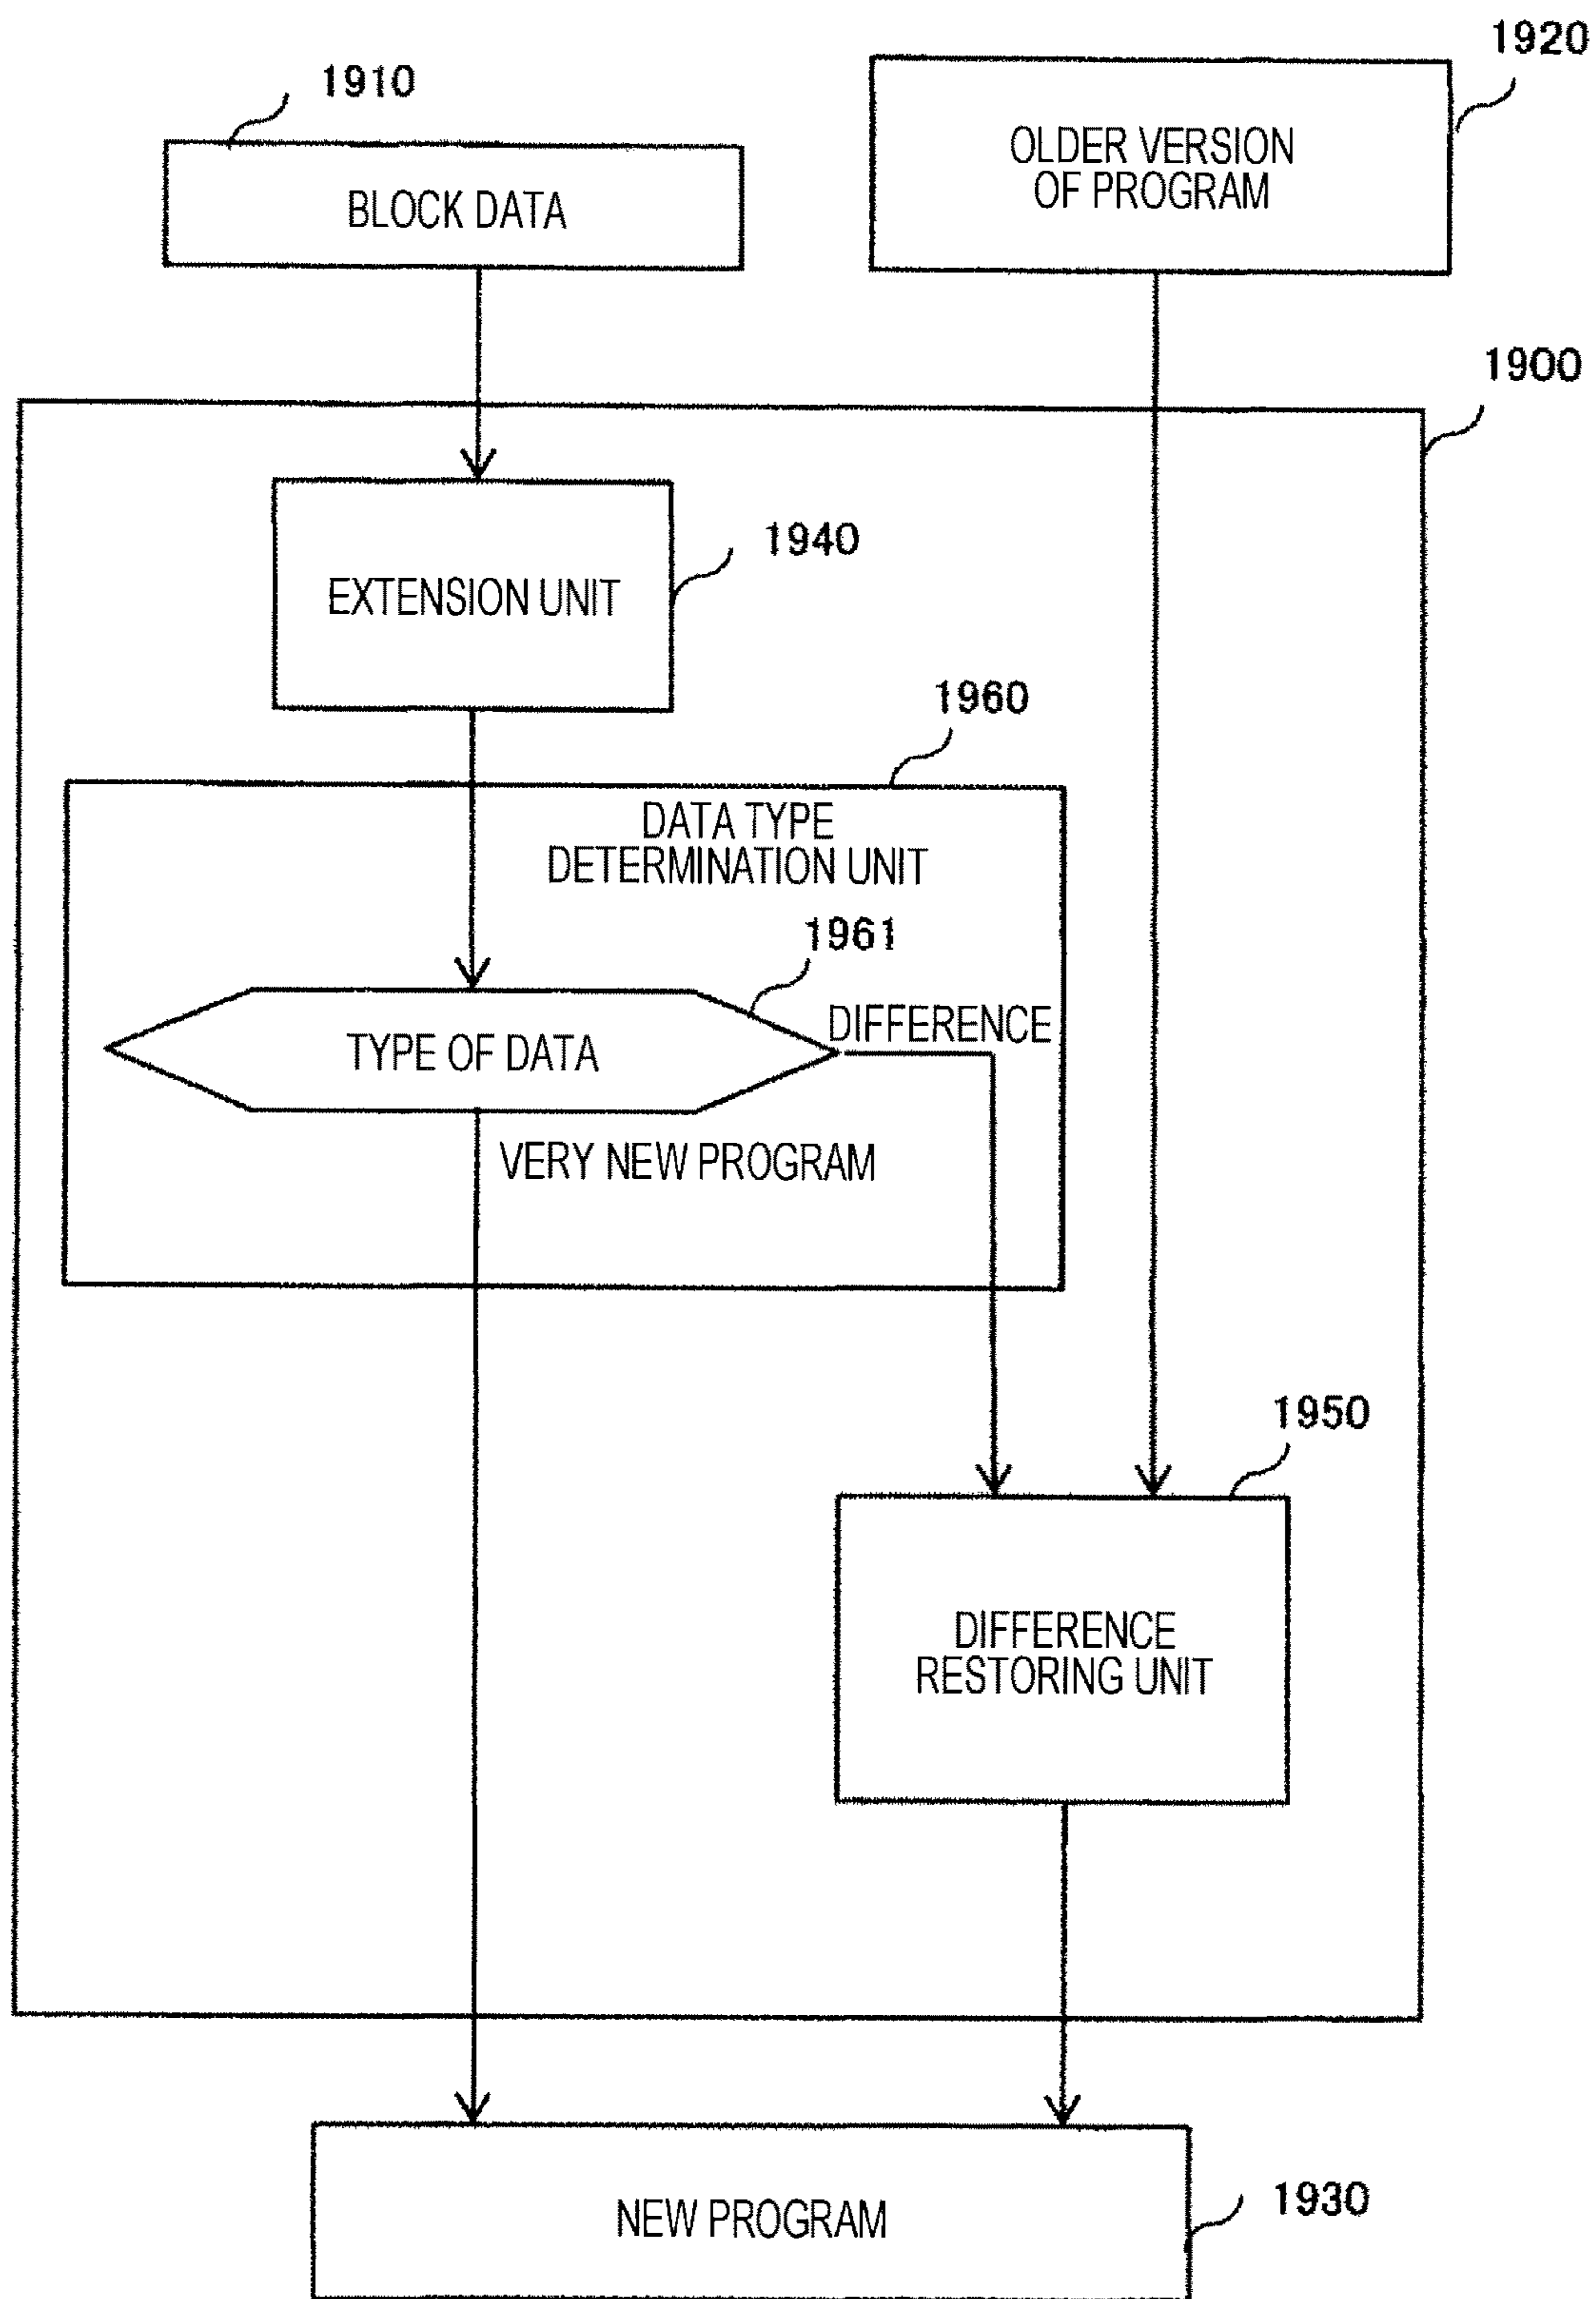 1920
1910
OLDER VERSION
OF PROGRAM
BLOCK DATA
1900
1940
EXTENSION UNIT
1960
DATA TYPE
DETERMINATION UNIT
1961
DIFFERENCE
TYPE OF DATA
VERY NEW PROGRAM
1950
DIFFERENCE
RESTORING UNIT
1930
NEW PROGRAM